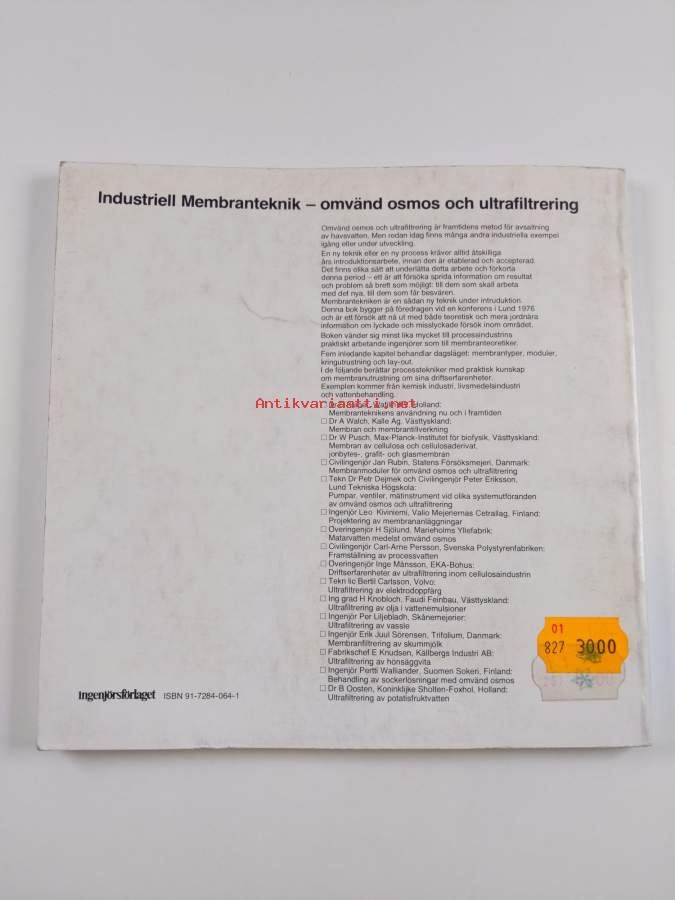 Industriell Membranteknik – omvänd osmos och ultrafiltrering
Omvänd osmos och ultrafiltrering är framtidens metod för avsaltning
av havsvatten. Men redan idag finns många andra industriella exempel
igång eller under utveckling.
En ny teknik eller en ny process kräver alltid åtskilliga
års introduktionsarbete, innan den är etablerad och accepterad.
Det finns olika sätt att underlätta detta arbete och förkorta
denna period – ett är att försöka sprida information om resultat
och problem så brett som möjligt: till dem som skall arbeta
med det nya, till dem som får besvären.
Membrantekniken är en sådan ny teknik under intruduktion.
Denna bok bygger på föredragen vid en konferens i Lund 1976
och är ett försök att nå ut med både teoretisk och mera jordnära
information om lyckade och misslyckade försök inom området.
Boken vänder sig minst lika mycket till processindustrins
praktiskt arbetande ingenjörer som till membranteoretiker.
Fem inledande kapitel behandlar dagsläget: membrantyper, moduler,
kringutrustning och lay-out.
I de följande berättar processtekniker med praktisk kunskap
om membranutrustning om sina driftserfarenheter.
Exemplen kommer från kemisk industri, livsmedelsindustri
och vattenbehandling.
Antikvariaatti.net
Holland:
Membranteknikens användning nu och i framtiden
□ Dr A Walch, Kalle Ag, Västtyskland:
Membran och membrantillverkning
□ Dr W Pusch, Max-Planck-Institutet för biofysik, Västtyskland:
Membran av cellulosa och cellulosaderivat,
jonbytes-, grafit- och glasmembran
□ Civilingenjör Jan Rubin, Statens Försöksmejeri, Danmark:
Membranmoduler för omvänd osmos och ultrafiltrering
□ Tekn Dr Petr Dejmek och Civilingenjör Peter Eriksson,
Lund Tekniska Högskola:
Pumpar, ventiler, mätinstrument vid olika systemutföranden
av omvänd osmos och ultrafiltrering
□ Ingenjör Leo Kiviniemi, Valio Mejeriernas Cetrallag, Finland:
Projektering av membrananläggningar
□ Överingenjör H Sjölund, Marieholms Yllefabrik:
Matarvatten medelst omvänd osmos
□ Civilingenjör Carl-Arne Persson, Svenska Polystyrenfabriken:
Framställning av processvatten
□ Överingenjör Inge Månsson, EKA-Bohus:
Driftserfarenheter av ultrafiltrering inom cellulosaindustrin
□ Tekn lic Bertil Carlsson, Volvo:
Ultrafiltrering av elektrodoppfärg
□ Ing grad H Knobloch, Faudi Feinbau, Västtyskland:
Ultrafiltrering av olja i vattenemulsioner
□ Ingenjör Per Liljebladh, Skånemejerier:
Ultrafiltrering av vassle
□ Ingenjör Erik Juul Sörensen, Trifolium, Danmark:
Membranfiltrering av skummjölk
□ Fabrikschef E Knudsen, Källbergs Industri AB:
Ultrafiltrering av hönsäggvita
□ Ingenjör Pertti Walliander, Suomen Sokeri, Finland:
Behandling av sockerlösningar med omvänd osmos
□ Dr B Oosten, Koninklijke Sholten-Foxhol, Holland:
Ultrafiltrering av potatisfruktvatten
ingenjörsförlaget ISBN 91-7284-064-1
01
827 3000